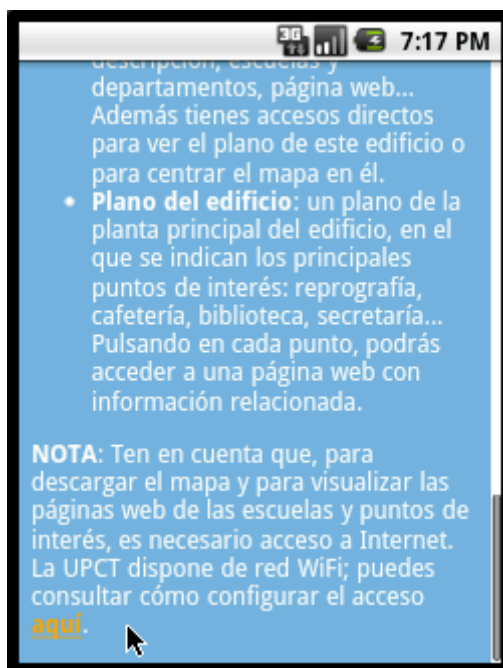 3G 7:17 PM
descripción, escuelas y
departamentos, página web...
Además tienes accesos directos
para ver el plano de este edificio o
para centrar el mapa en él.
• Plano del edificio: un plano de la
planta principal del edificio, en el
que se indican los principales
puntos de interés: reprografía,
cafetería, biblioteca, secretaría...
Pulsando en cada punto, podrás
acceder a una página web con
información relacionada.
NOTA: Ten en cuenta que, para
descargar el mapa y para visualizar las
páginas web de las escuelas y puntos de
interés, es necesario acceso a Internet.
La UPCT dispone de red WiFi; puedes
consultar cómo configurar el acceso
aquí.